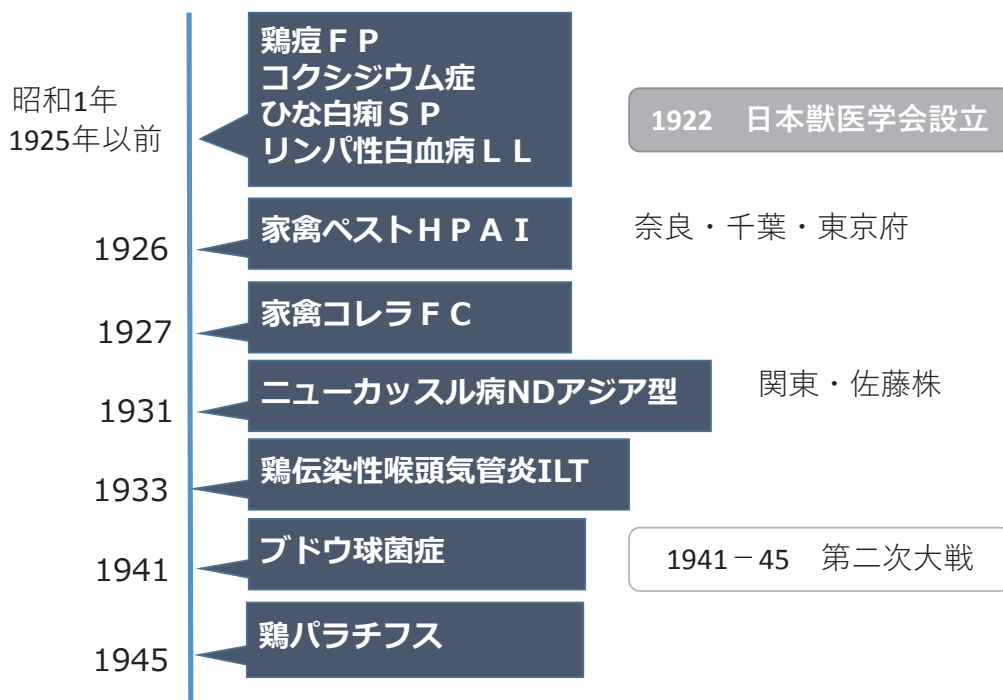 鶏痘ＦＰ
コクシジウム症
ひな白痢ＳＰ
リンパ性白血病ＬＬ
昭和1年
1925年以前
1922　日本獣医学会設立
1926
家禽ペストＨＰＡＩ
奈良・千葉・東京府
1927
家禽コレラＦＣ
1931
ニューカッスル病NDアジア型
関東・佐藤株
1933
鶏伝染性喉頭気管炎ILT
1941
ブドウ球菌症
1941－45　第二次大戦
1945
鶏パラチフス